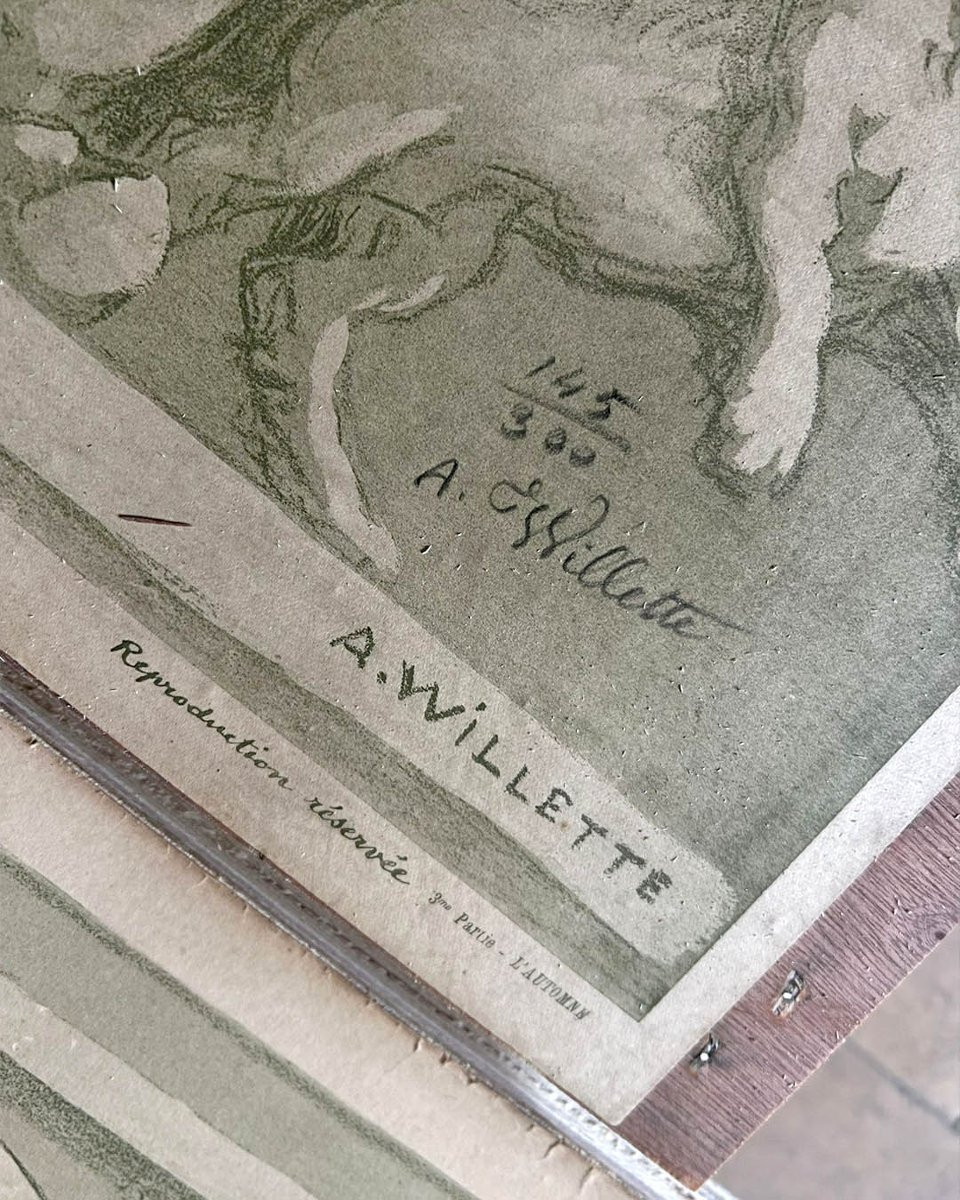 145
300
A. Willette
A. WiLLETTE
Reproduction réservée
3me Partie - L'AUTOMNE